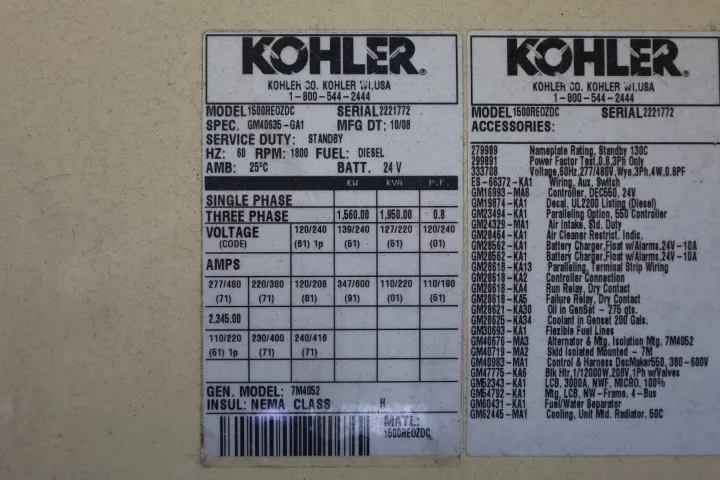 KOHLER®
KOHLER CO. KOHLER WI,USA
1-800-544-2444
MODEL 1500REOZDC SERIAL 2221772
SPEC. GM40635-GA1 MFG DT: 10/08
SERVICE DUTY: STANDBY
HZ: 60 RPM: 1800 FUEL: DIESEL
AMB: 25°C BATT. 24 V
KW KVA P.F.
SINGLE PHASE
THREE PHASE 1,560.00 1,950.00 0.8
VOLTAGE 120/240 139/240 127/220 120/240
(CODE) (61) 1p (51) (61) (01)
AMPS
277/480 220/380 120/208 347/600 110/220 110/190
(71) (71) (81) (91) (01) (61)
2,345.00
110/220 230/400 240/416
(61) 1p (71) (71)
GEN. MODEL: 7M4052
INSUL: NEMA CLASS H
MATL:
1500REOZDC
KOHLER®
KOHLER CO. KOHLER WI,USA
1-800-544-2444
MODEL 1500REOZDC SERIAL 2221772
ACCESSORIES:
279989 Nameplate Rating, Standby 130C
299891 Power Factor Test,0.8,3Ph Only
333708 Voltage,60Hz,277/480V,Wye,3Ph,4W,0.8PF
ES-66372-KA1 Wiring, Aux. Switch
GM18993-MA8 Controller, DEC550, 24V
GM19874-KA1 Decal, UL2200 Listing (Diesel)
GM23494-KA1 Paralleling Option, 550 Controller
GM24329-MA1 Air Intake, Std. Duty
GM28464-KA1 Air Cleaner Restrict. Indic.
GM28562-KA1 Battery Charger,Float w/Alarms,24V-10A
GM28562-KA1 Battery Charger,Float w/Alarms,24V-10A
GM28618-KA13 Paralleling, Terminal Strip Wiring
GM28618-KA2 Controller Connection
GM28618-KA4 Run Relay, Dry Contact
GM28618-KA5 Failure Relay, Dry Contact
GM28621-KA30 Oil in GenSet - 275 qts.
GM28625-KA34 Coolant in Genset 200 Gals.
GM30693-KA1 Flexible Fuel Lines
GM40676-MA3 Alternator & Mtg. Isolation Mtg. 7M4052
GM40719-MA2 Skid Isolated Mounted - 7M
GM40983-MA1 Control & Harness DecMaker550, 380-600V
GM47775-KA6 Blk Htr,1/12000W,208V,1Ph w/Valves
GM52343-KA1 LCB, 3000A, NWF, MICRO, 100%
GM54792-KA1 Mtg, LCB, NW-Frame, 4-Bus
GM60431-KA1 Fuel/Water Separator
GM62445-MA1 Cooling, Unit Mtd. Radiator, 50C